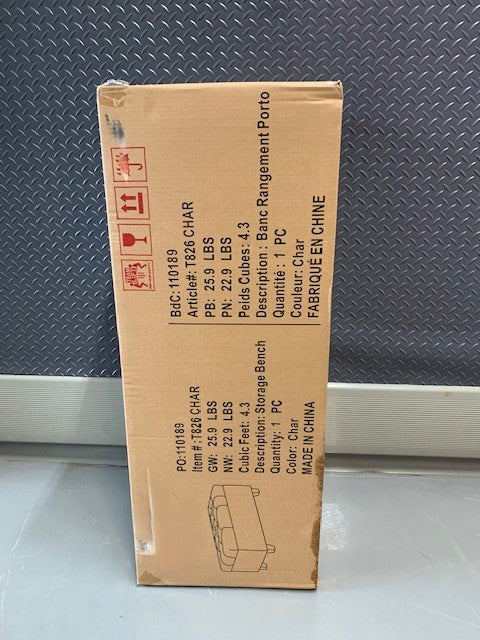 PO:110189
Item #:T826 CHAR
GW: 25.9 LBS
NW: 22.9 LBS
Cubic Feet: 4.3
Description: Storage Bench
Quantity: 1 PC
Color: Char
MADE IN CHINA
BdC:110189
Article#: T826 CHAR
PB: 25.9 LBS
PN: 22.9 LBS
Peids Cubes: 4.3
Description : Banc Rangement Porto
Quantité : 1 PC
Couleur: Char
FABRIQUÉ EN CHINE